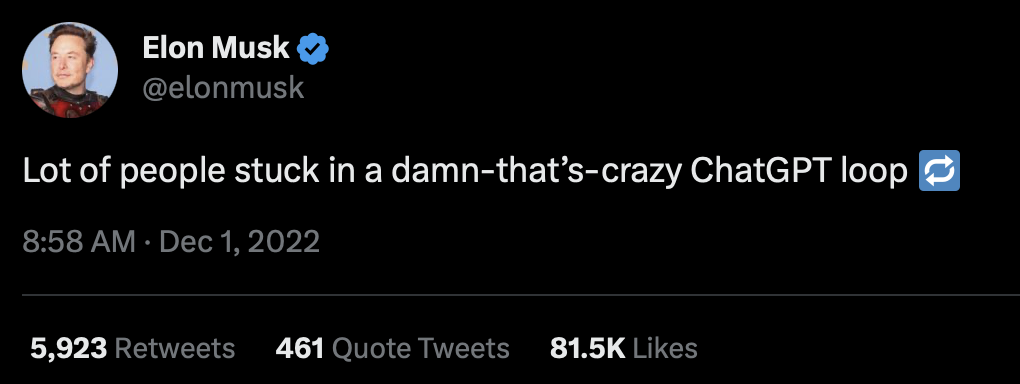 Elon Musk
@elonmusk
Lot of people stuck in a damn-that’s-crazy ChatGPT loop 🔁
8:58 AM · Dec 1, 2022
5,923 Retweets 461 Quote Tweets 81.5K Likes